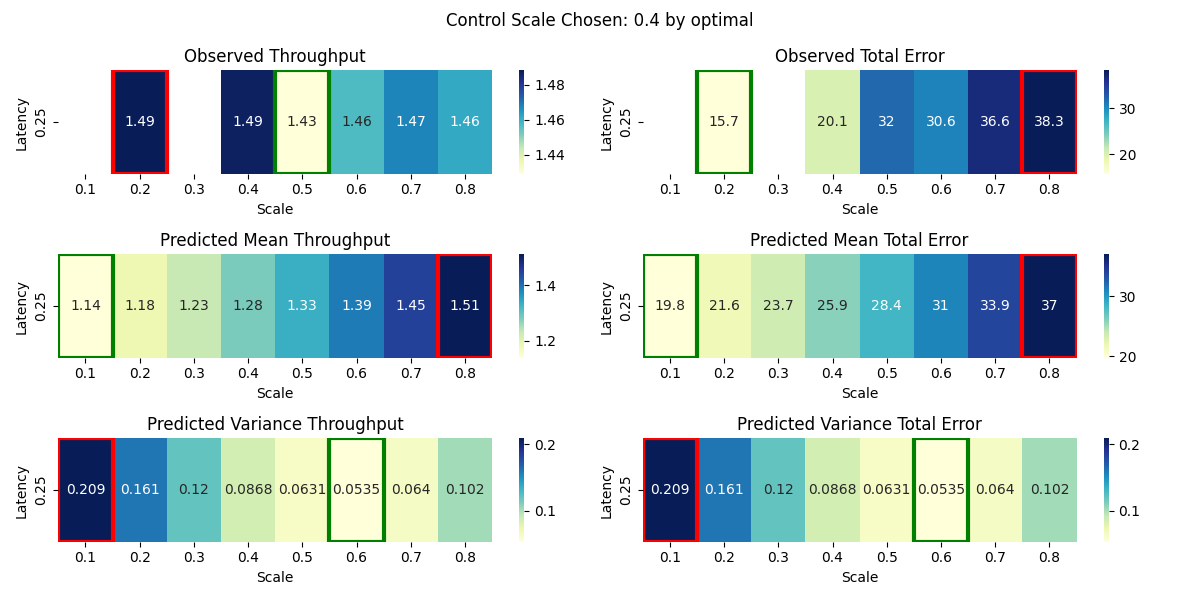 Control Scale Chosen: 0.4 by optimal
Observed Throughput
Latency
0.25
1.49 1.49 1.43 1.46 1.47 1.46
0.1 0.2 0.3 0.4 0.5 0.6 0.7 0.8
Scale
1.48
1.46
1.44
Observed Total Error
Latency
0.25
15.7 20.1 32 30.6 36.6 38.3
0.1 0.2 0.3 0.4 0.5 0.6 0.7 0.8
Scale
30
20
Predicted Mean Throughput
Latency
0.25
1.14 1.18 1.23 1.28 1.33 1.39 1.45 1.51
0.1 0.2 0.3 0.4 0.5 0.6 0.7 0.8
Scale
1.4
1.2
Predicted Mean Total Error
Latency
0.25
19.8 21.6 23.7 25.9 28.4 31 33.9 37
0.1 0.2 0.3 0.4 0.5 0.6 0.7 0.8
Scale
30
20
Predicted Variance Throughput
Latency
0.25
0.209 0.161 0.12 0.0868 0.0631 0.0535 0.064 0.102
0.1 0.2 0.3 0.4 0.5 0.6 0.7 0.8
Scale
0.2
0.1
Predicted Variance Total Error
Latency
0.25
0.209 0.161 0.12 0.0868 0.0631 0.0535 0.064 0.102
0.1 0.2 0.3 0.4 0.5 0.6 0.7 0.8
Scale
0.2
0.1